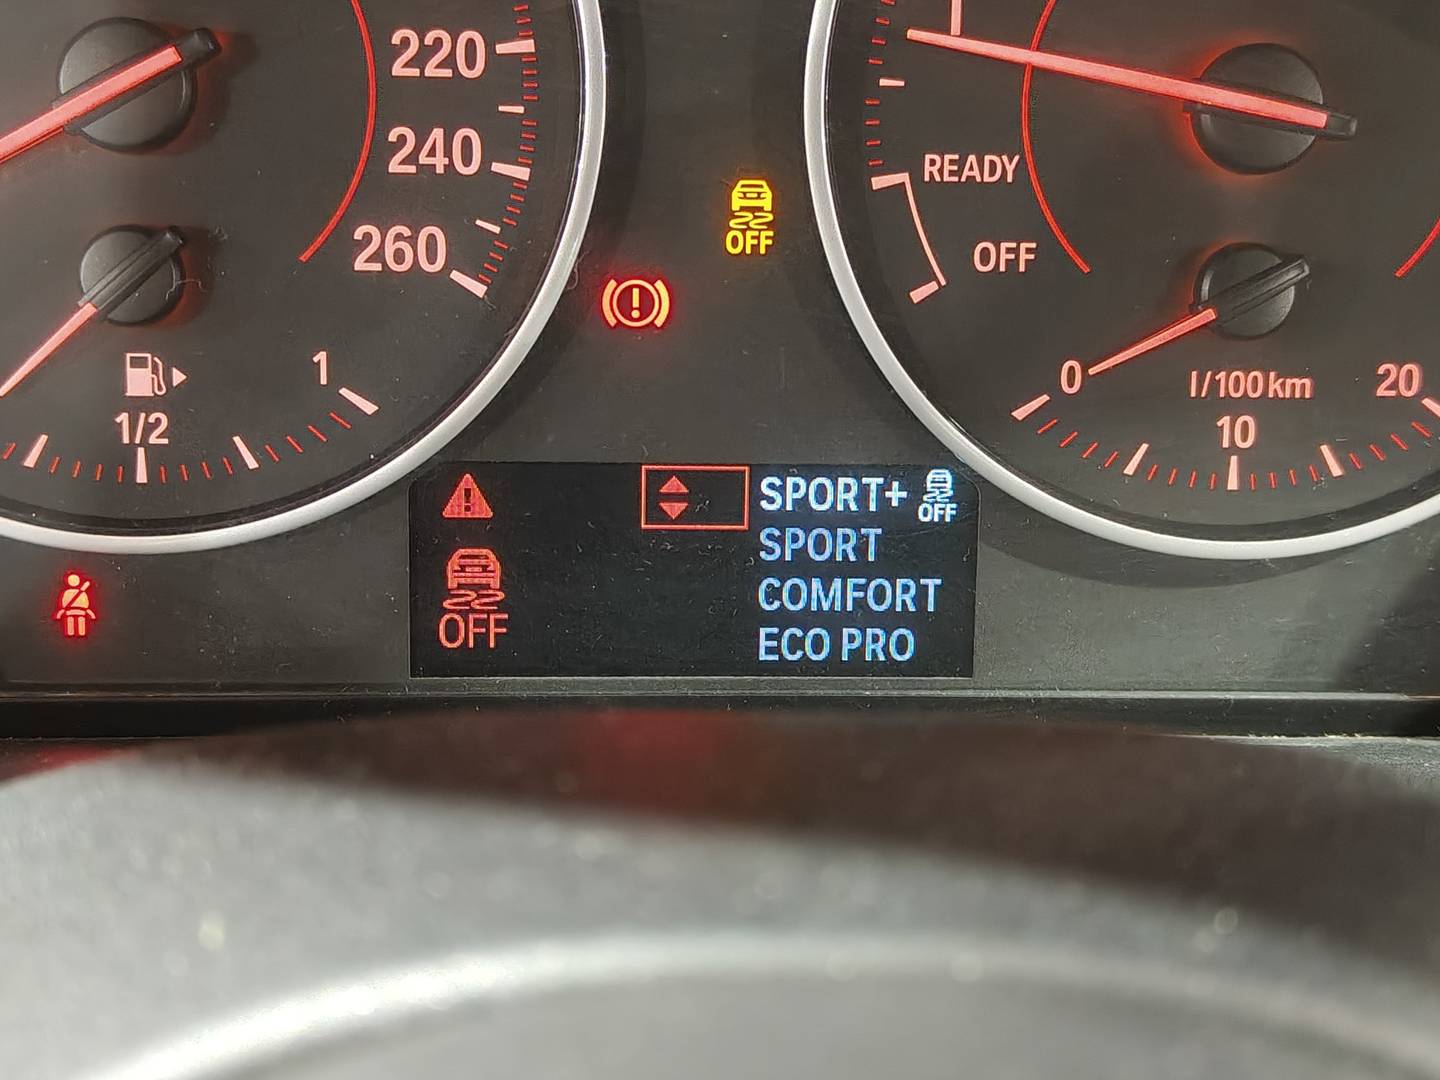 220
240
260
1/2
1
OFF
1
READY
OFF
0
l/100km
10
20
SPORT+ OFF
SPORT
COMFORT
ECO PRO
OFF